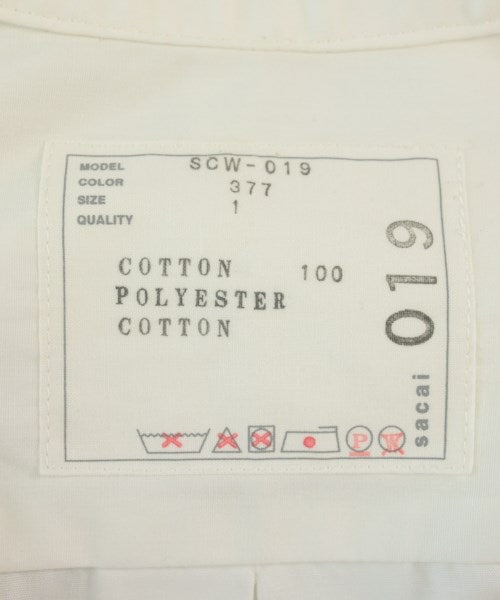 MODEL SCW-019
COLOR 377
SIZE 1
QUALITY
COTTON 100
POLYESTER
COTTON
P W
sacai 019